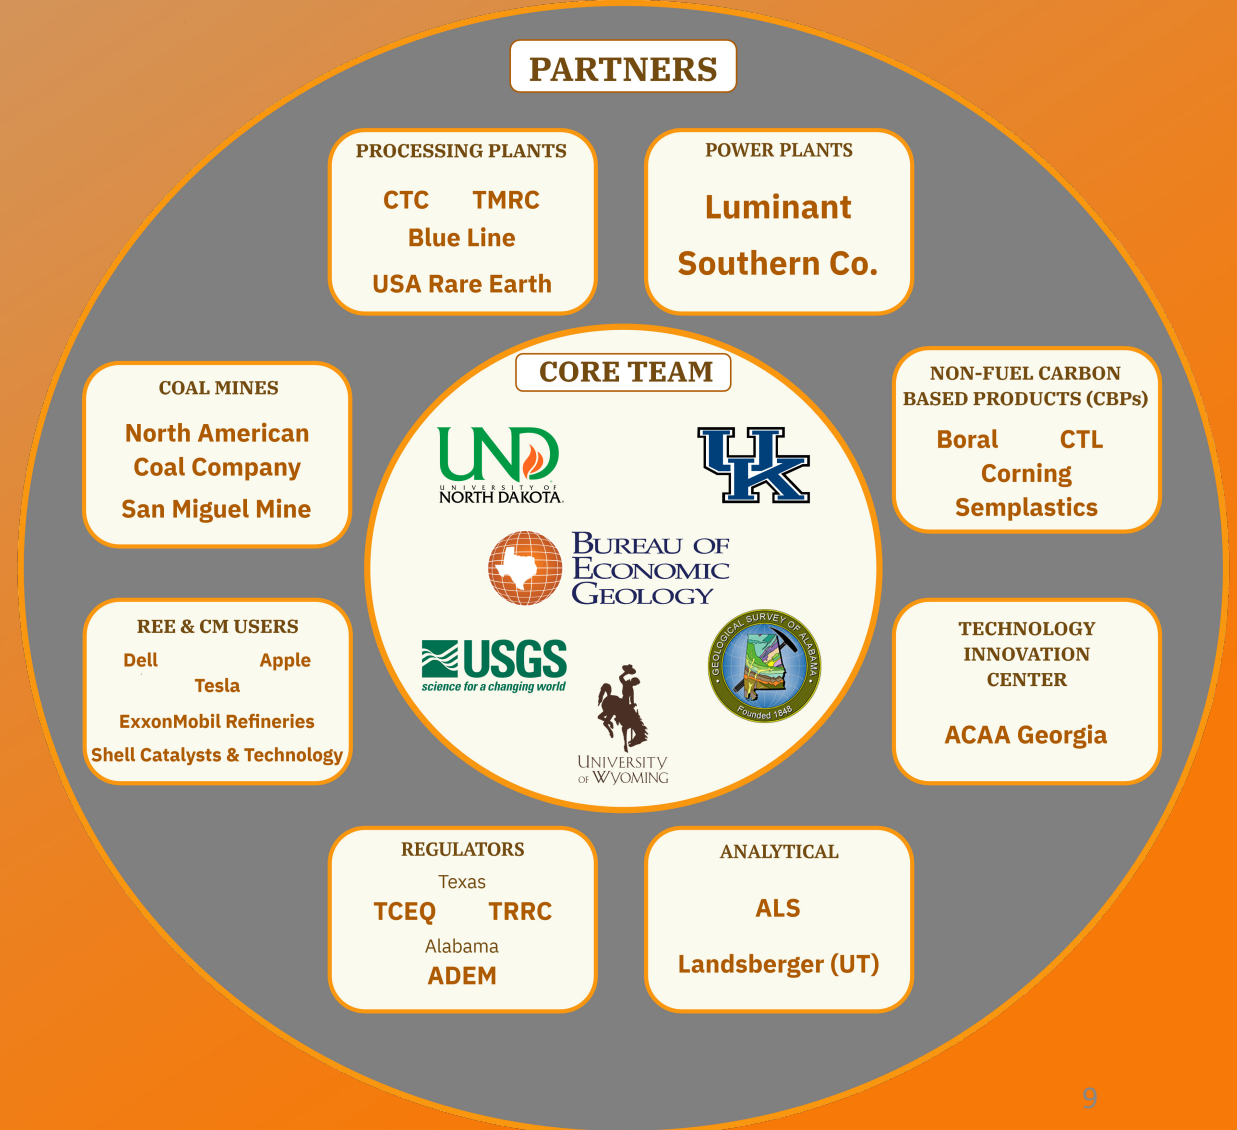 PARTNERS
PROCESSING PLANTS
CTC TMRC
Blue Line
USA Rare Earth
POWER PLANTS
Luminant
Southern Co.
COAL MINES
North American
Coal Company
San Miguel Mine
CORE TEAM
UND
UNIVERSITY OF
NORTH DAKOTA.
UK
BUREAU OF
ECONOMIC
GEOLOGY
USGS
science for a changing world
GEOLOGICAL SURVEY OF ALABAMA
Founded 1848
UNIVERSITY
OF WYOMING
NON-FUEL CARBON
BASED PRODUCTS (CBPs)
Boral CTL
Corning
Semplastics
REE & CM USERS
Dell Apple
Tesla
ExxonMobil Refineries
Shell Catalysts & Technology
TECHNOLOGY
INNOVATION
CENTER
ACAA Georgia
REGULATORS
Texas
TCEQ TRRC
Alabama
ADEM
ANALYTICAL
ALS
Landsberger (UT)
9